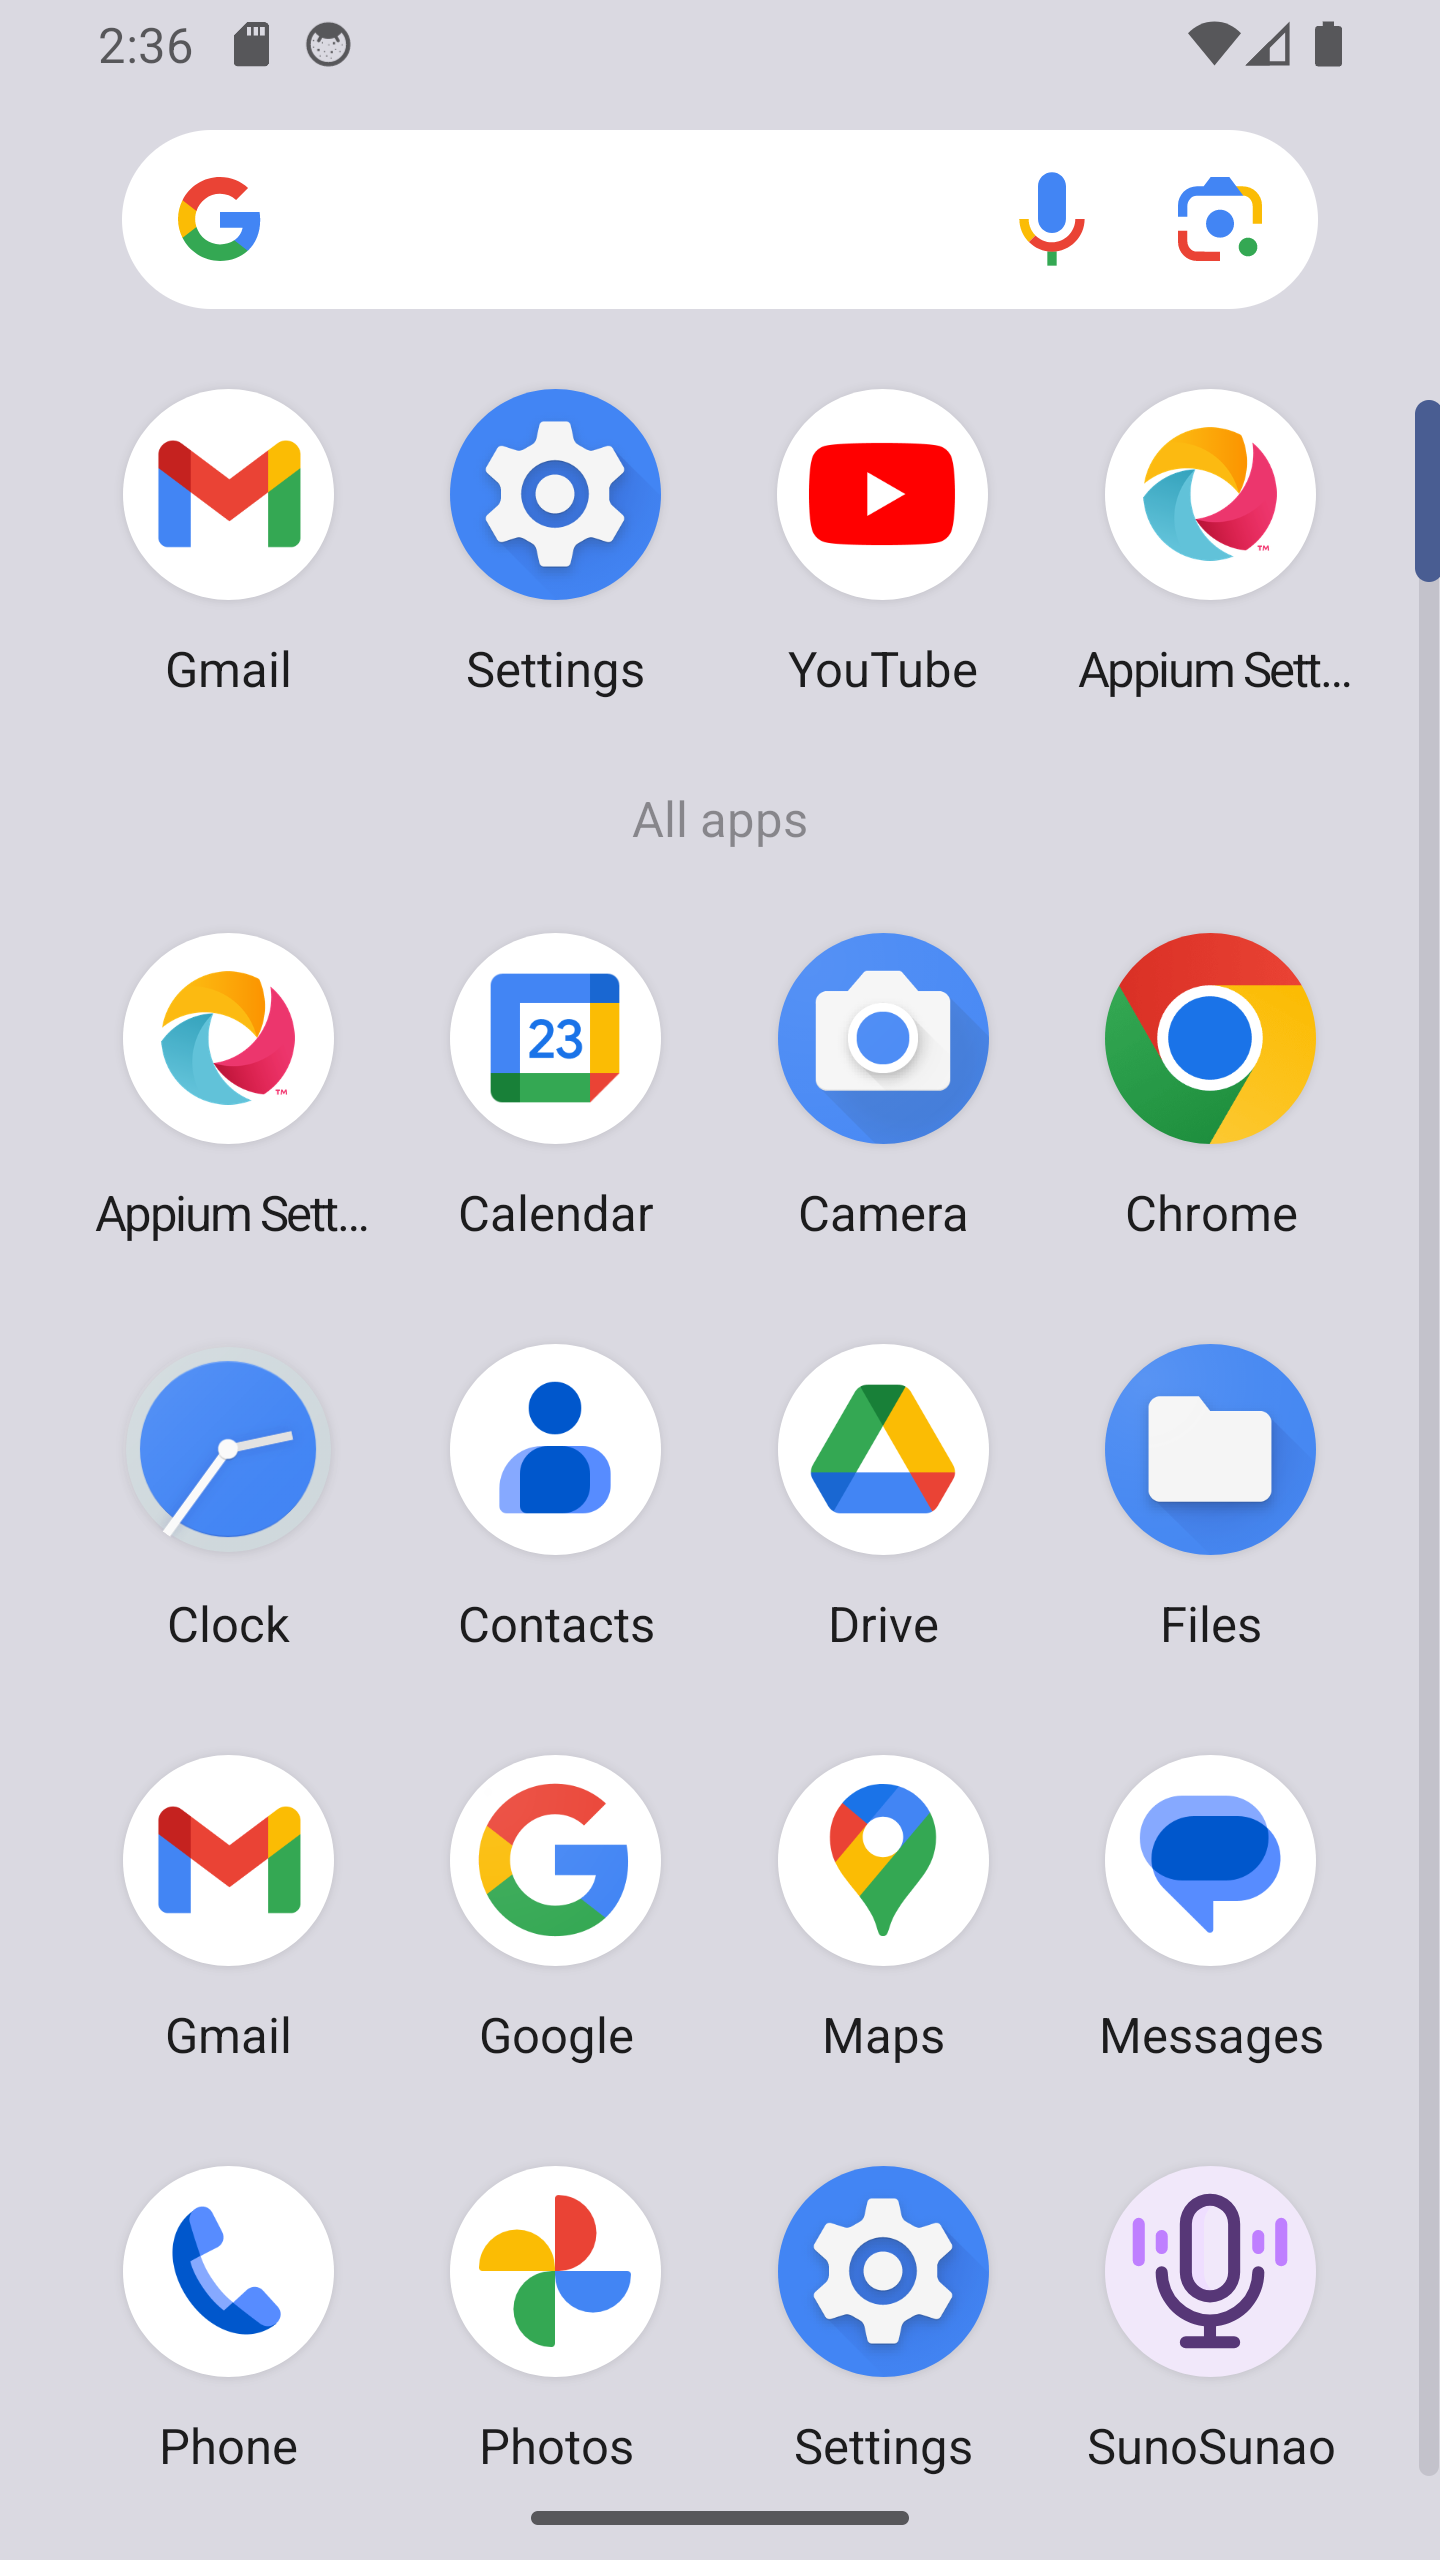 2:36
Gmail Settings YouTube Appium Sett...
All apps
23
Appium Sett... Calendar Camera Chrome
Clock Contacts Drive Files
Gmail Google Maps Messages
Phone Photos Settings SunoSunao